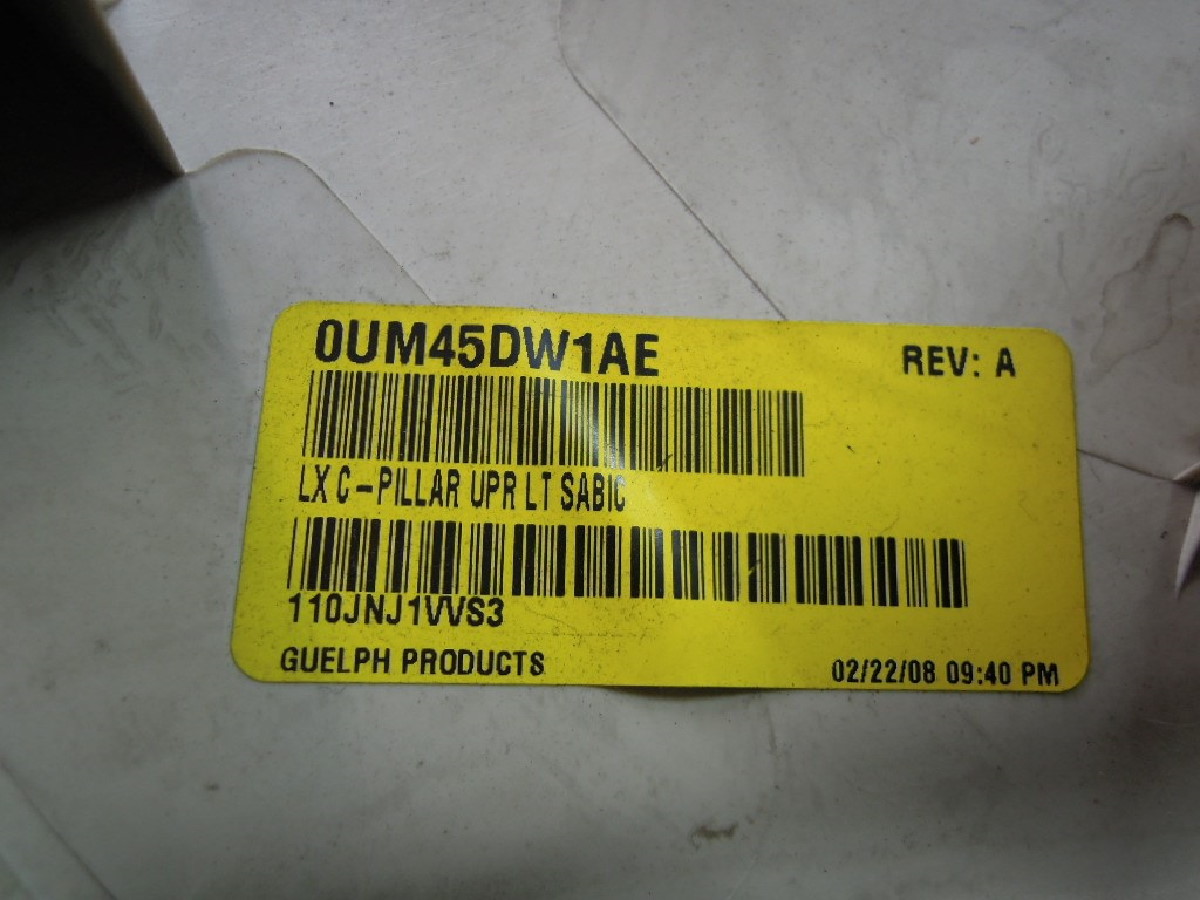 0UM45DW1AE REV: A
LX C-PILLAR UPR LT SABIC
110JNJ1VVS3
GUELPH PRODUCTS 02/22/08 09:40 PM